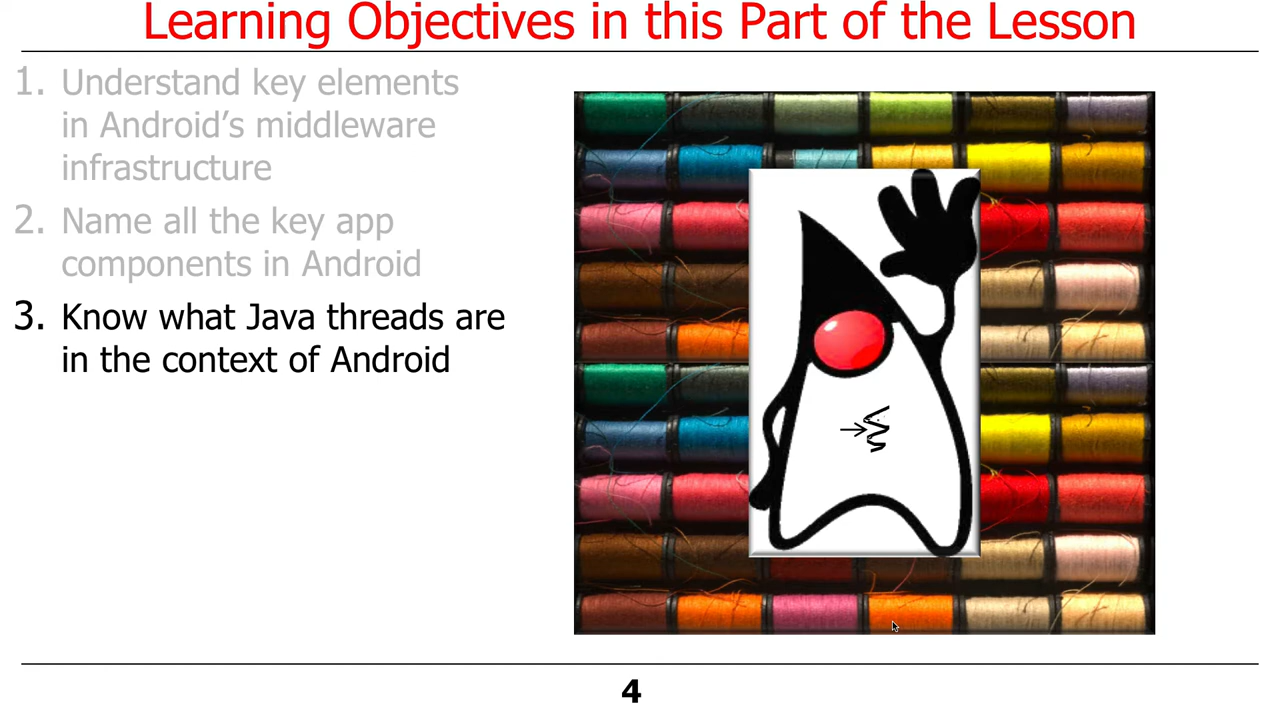 Learning Objectives in this Part of the Lesson
1. Understand key elements
in Android’s middleware
infrastructure
2. Name all the key app
components in Android
3. Know what Java threads are
in the context of Android
4